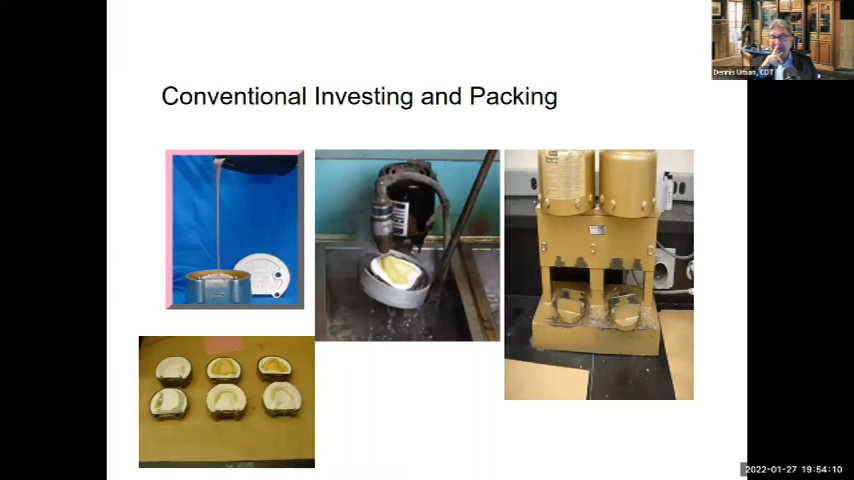 Dennis Urban, CDT
Conventional Investing and Packing
2022-01-27 19:54:10